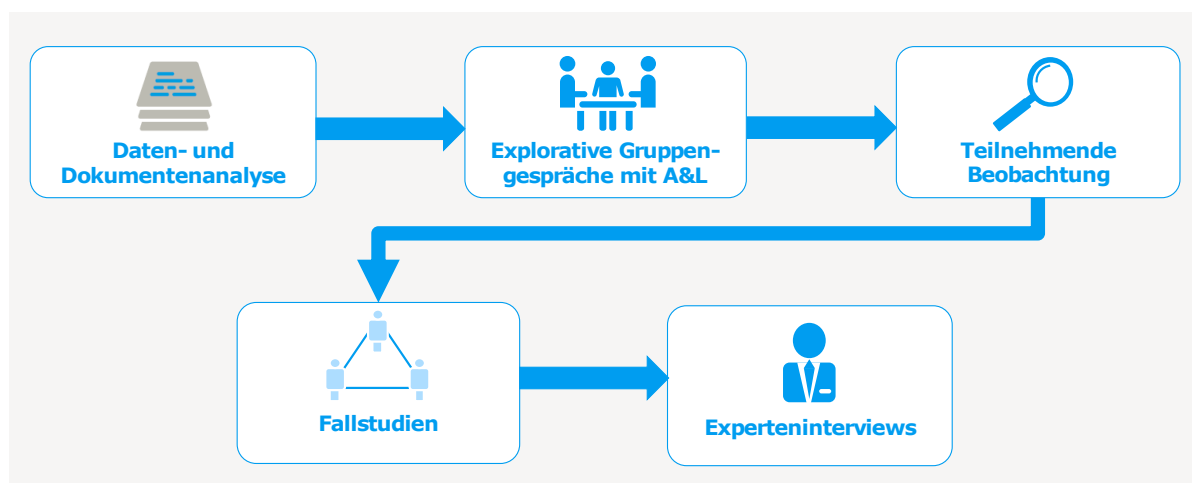 Daten- und
Dokumentenanalyse
Explorative Gruppen-
gespräche mit A&L
Teilnehmende
Beobachtung
Fallstudien
Experteninterviews